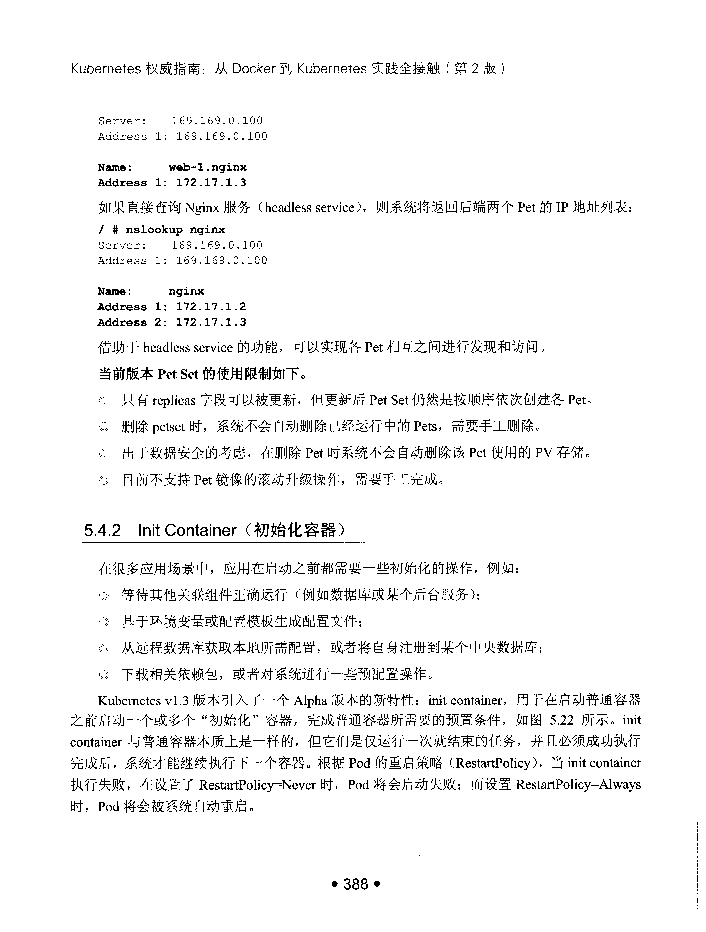 Kubernetes 权威指南：从 Docker 到 Kubernetes 实践全接触（第 2 版）
Server: 169.169.0.100
Address 1: 169.169.0.100
Name: web-1.nginx
Address 1: 172.17.1.3
如果直接查询 Nginx 服务（headless service），则系统将返回后端两个 Pet 的 IP 地址列表：
/ # nslookup nginx
Server: 169.169.0.100
Address 1: 169.169.0.100
Name: nginx
Address 1: 172.17.1.2
Address 2: 172.17.1.3
借助于 headless service 的功能，可以实现各 Pet 相互之间进行发现和访问。
当前版本 Pet Set 的使用限制如下。
只有 replicas 字段可以被更新，但更新后 Pet Set 仍然是按顺序依次创建各 Pet。
删除 petset 时，系统不会自动删除已经运行中的 Pets，需要手工删除。
出于数据安全的考虑，在删除 Pet 时系统不会自动删除该 Pet 使用的 PV 存储。
目前不支持 Pet 镜像的滚动升级操作，需要手工完成。
5.4.2 Init Container（初始化容器）
在很多应用场景中，应用在启动之前都需要一些初始化的操作，例如：
等待其他关联组件正确运行（例如数据库或某个后台服务）；
基于环境变量或配置模板生成配置文件；
从远程数据库获取本地所需配置，或者将自身注册到某个中央数据库；
下载相关依赖包，或者对系统进行一些预配置操作。
Kubernetes v1.3 版本引入了一个 Alpha 版本的新特性：init container，用于在启动普通容器
之前启动一个或多个“初始化”容器，完成普通容器所需要的预置条件，如图 5.22 所示。init
container 与普通容器本质上是一样的，但它们是仅运行一次就结束的任务，并且必须成功执行
完成后，系统才能继续执行下一个容器。根据 Pod 的重启策略（RestartPolicy），当 init container
执行失败，在设置了 RestartPolicy=Never 时，Pod 将会启动失败；而设置 RestartPolicy=Always
时，Pod 将会被系统自动重启。
• 388 •